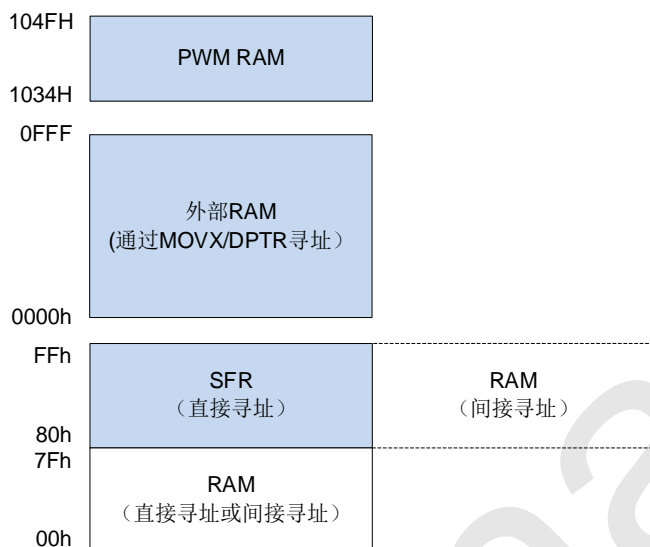 104FH
PWM RAM
1034H
0FFF
外部RAM
(通过MOVX/DPTR寻址）
0000h
FFh
SFR
（直接寻址）
RAM
（间接寻址）
80h
7Fh
RAM
（直接寻址或间接寻址）
00h